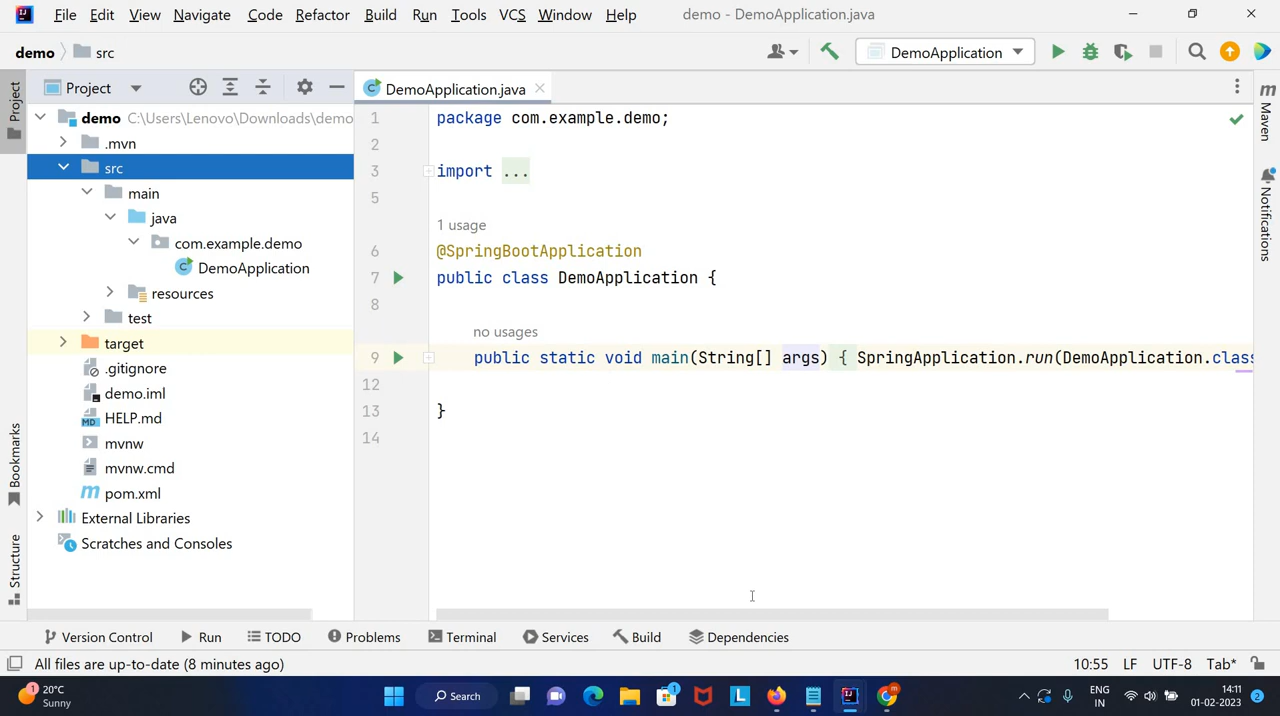 File Edit View Navigate Code Refactor Build Run Tools VCS Window Help demo - DemoApplication.java
demo src DemoApplication
Project
Project
DemoApplication.java
demo C:\Users\Lenovo\Downloads\demo
.mvn
src
main
java
com.example.demo
DemoApplication
resources
test
target
.gitignore
demo.iml
MD HELP.md
mvnw
mvnw.cmd
m pom.xml
External Libraries
Scratches and Consoles
1 package com.example.demo;
2
3 import ...
5
1 usage
6 @SpringBootApplication
7 public class DemoApplication {
8
no usages
9 public static void main(String[] args) { SpringApplication.run(DemoApplication.class
12
13 }
14
m Maven
Notifications
Bookmarks
Structure
Version Control Run TODO Problems Terminal Services Build Dependencies
All files are up-to-date (8 minutes ago) 10:55 LF UTF-8 Tab*
20°C
Sunny
1
Search
1
L
m
ENG
IN
14:11
01-02-2023
2